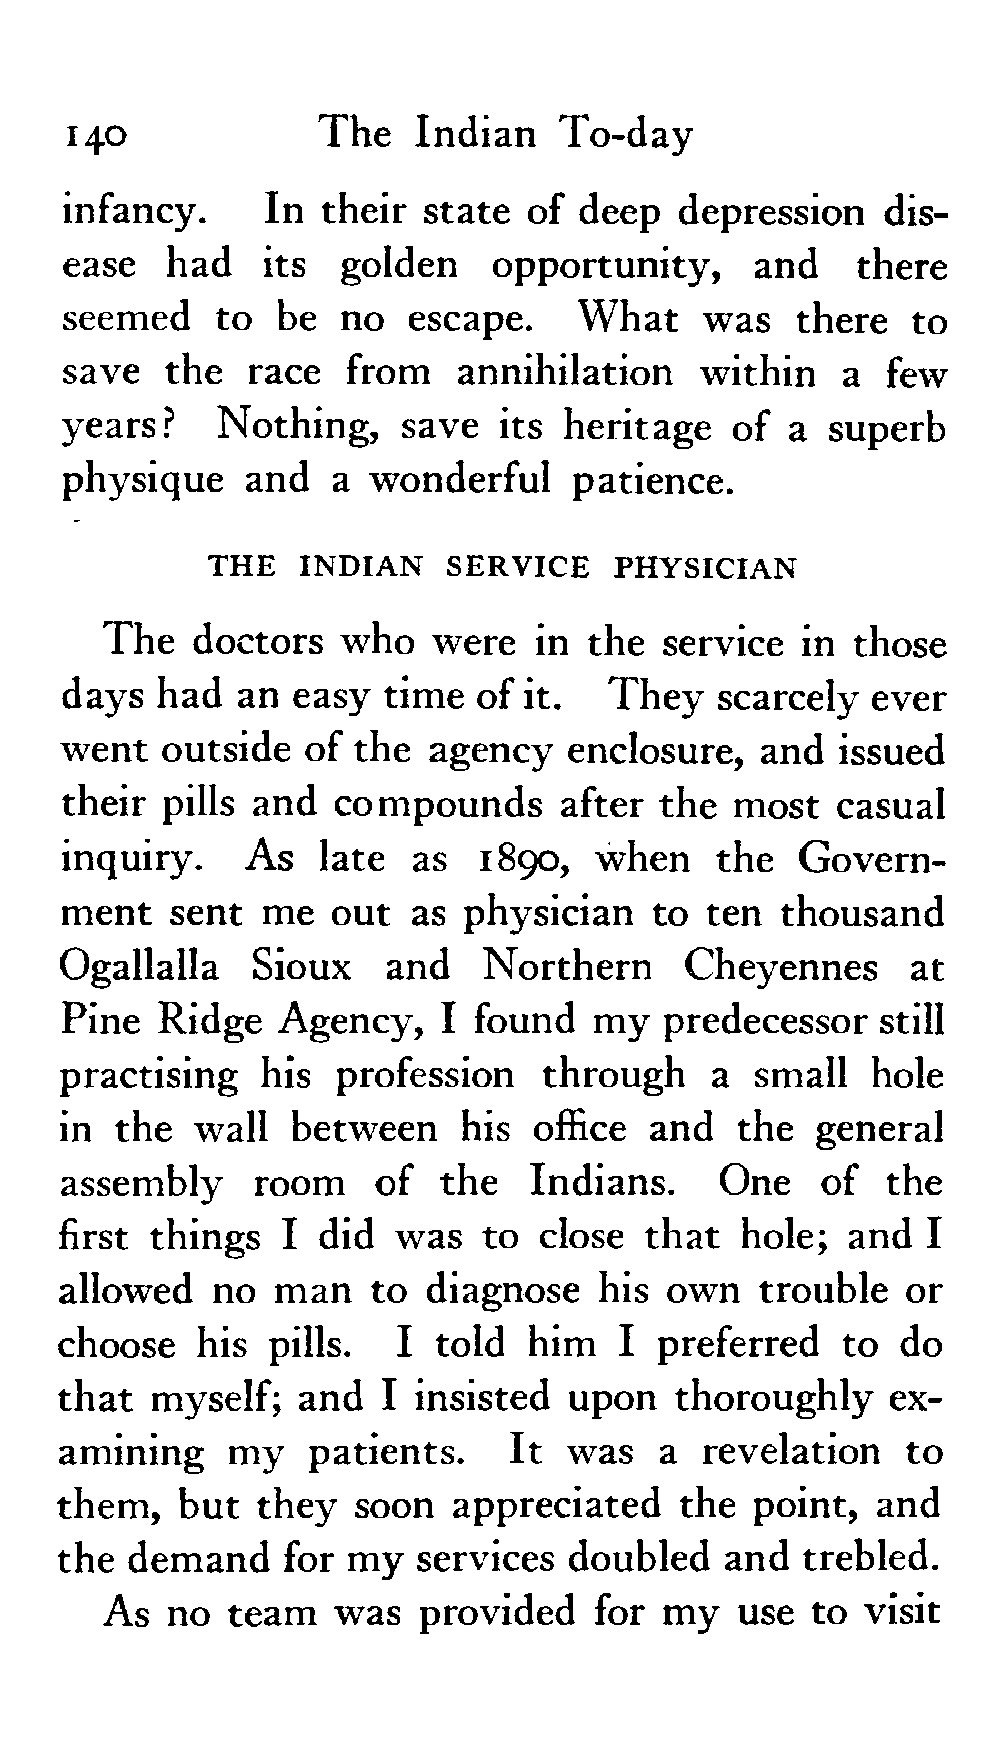 140 The Indian To-day
infancy. In their state of deep depression dis-
ease had its golden opportunity, and there
seemed to be no escape. What was there to
save the race from annihilation within a few
years? Nothing, save its heritage of a superb
physique and a wonderful patience.
THE INDIAN SERVICE PHYSICIAN
The doctors who were in the service in those
days had an easy time of it. They scarcely ever
went outside of the agency enclosure, and issued
their pills and compounds after the most casual
inquiry. As late as 1890, when the Govern-
ment sent me out as physician to ten thousand
Ogallalla Sioux and Northern Cheyennes at
Pine Ridge Agency, I found my predecessor still
practising his profession through a small hole
in the wall between his office and the general
assembly room of the Indians. One of the
first things I did was to close that hole; and I
allowed no man to diagnose his own trouble or
choose his pills. I told him I preferred to do
that myself; and I insisted upon thoroughly ex-
amining my patients. It was a revelation to
them, but they soon appreciated the point, and
the demand for my services doubled and trebled.
As no team was provided for my use to visit